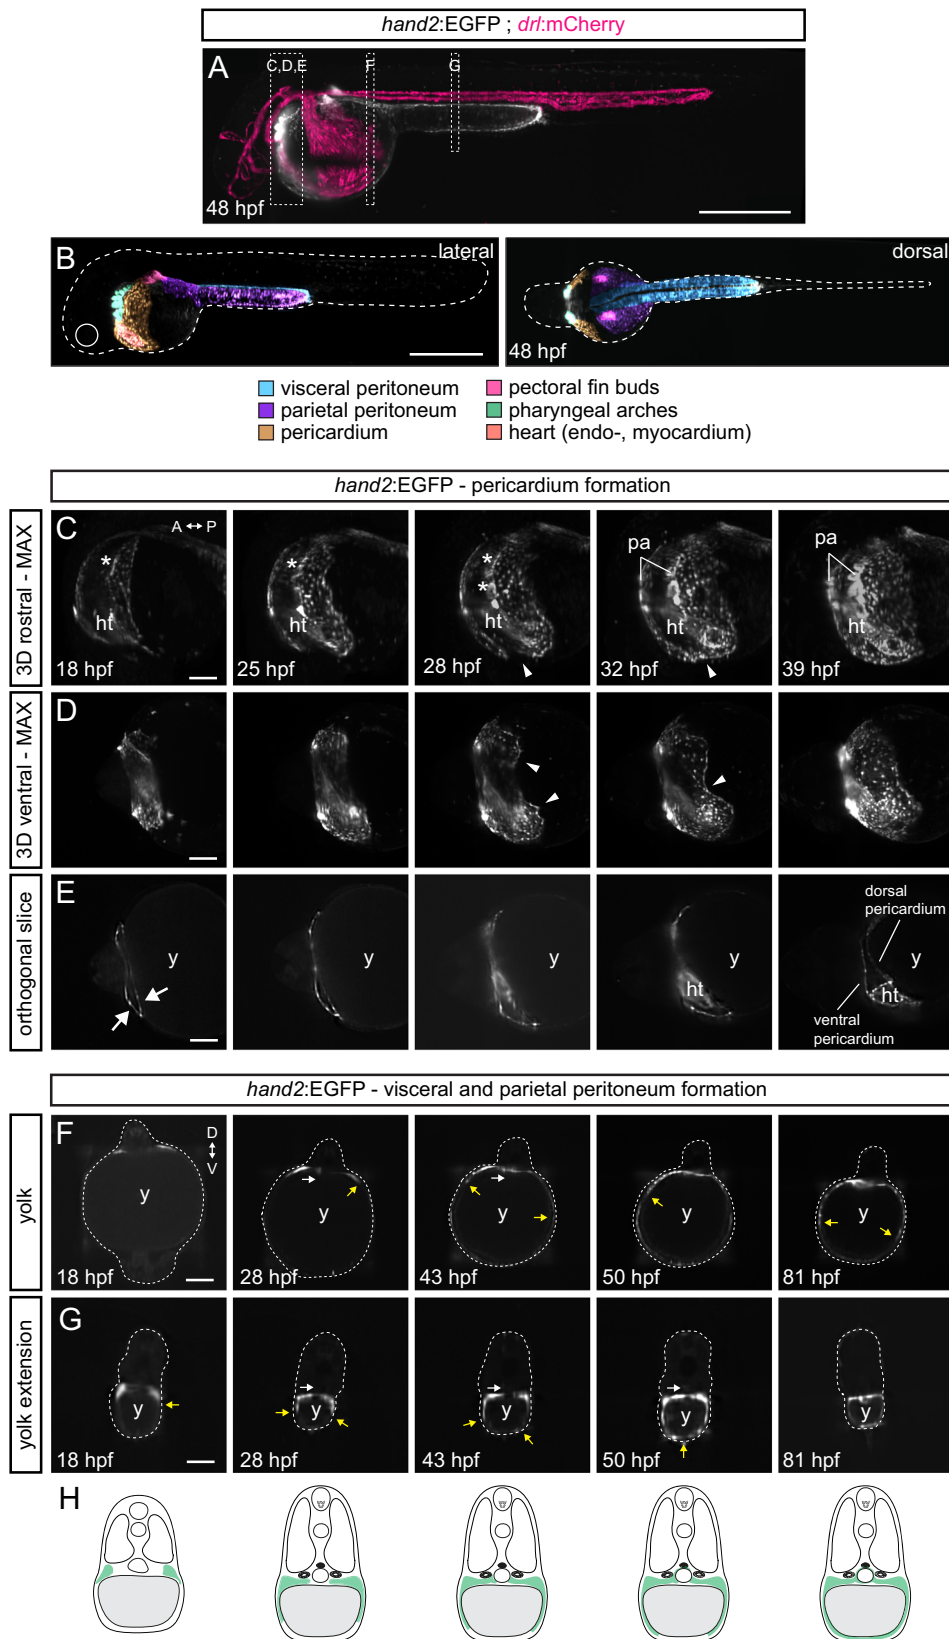 hand2:EGFP ; drl:mCherry
A
C,D,E
F
G
48 hpf
B
lateral
dorsal
48 hpf
visceral peritoneum
parietal peritoneum
pericardium
pectoral fin buds
pharyngeal arches
heart (endo-, myocardium)
hand2:EGFP - pericardium formation
3D rostral - MAX
C
A ↔ P
*
ht
18 hpf
*
ht
25 hpf
*
*
ht
28 hpf
pa
ht
32 hpf
pa
ht
39 hpf
3D ventral - MAX
D
orthogonal slice
E
y
y
y
y
ht
dorsal
pericardium
y
ht
ventral
pericardium
hand2:EGFP - visceral and parietal peritoneum formation
yolk
F
D
↕
V
y
18 hpf
y
28 hpf
y
43 hpf
y
50 hpf
y
81 hpf
yolk extension
G
y
18 hpf
y
28 hpf
y
43 hpf
y
50 hpf
y
81 hpf
H